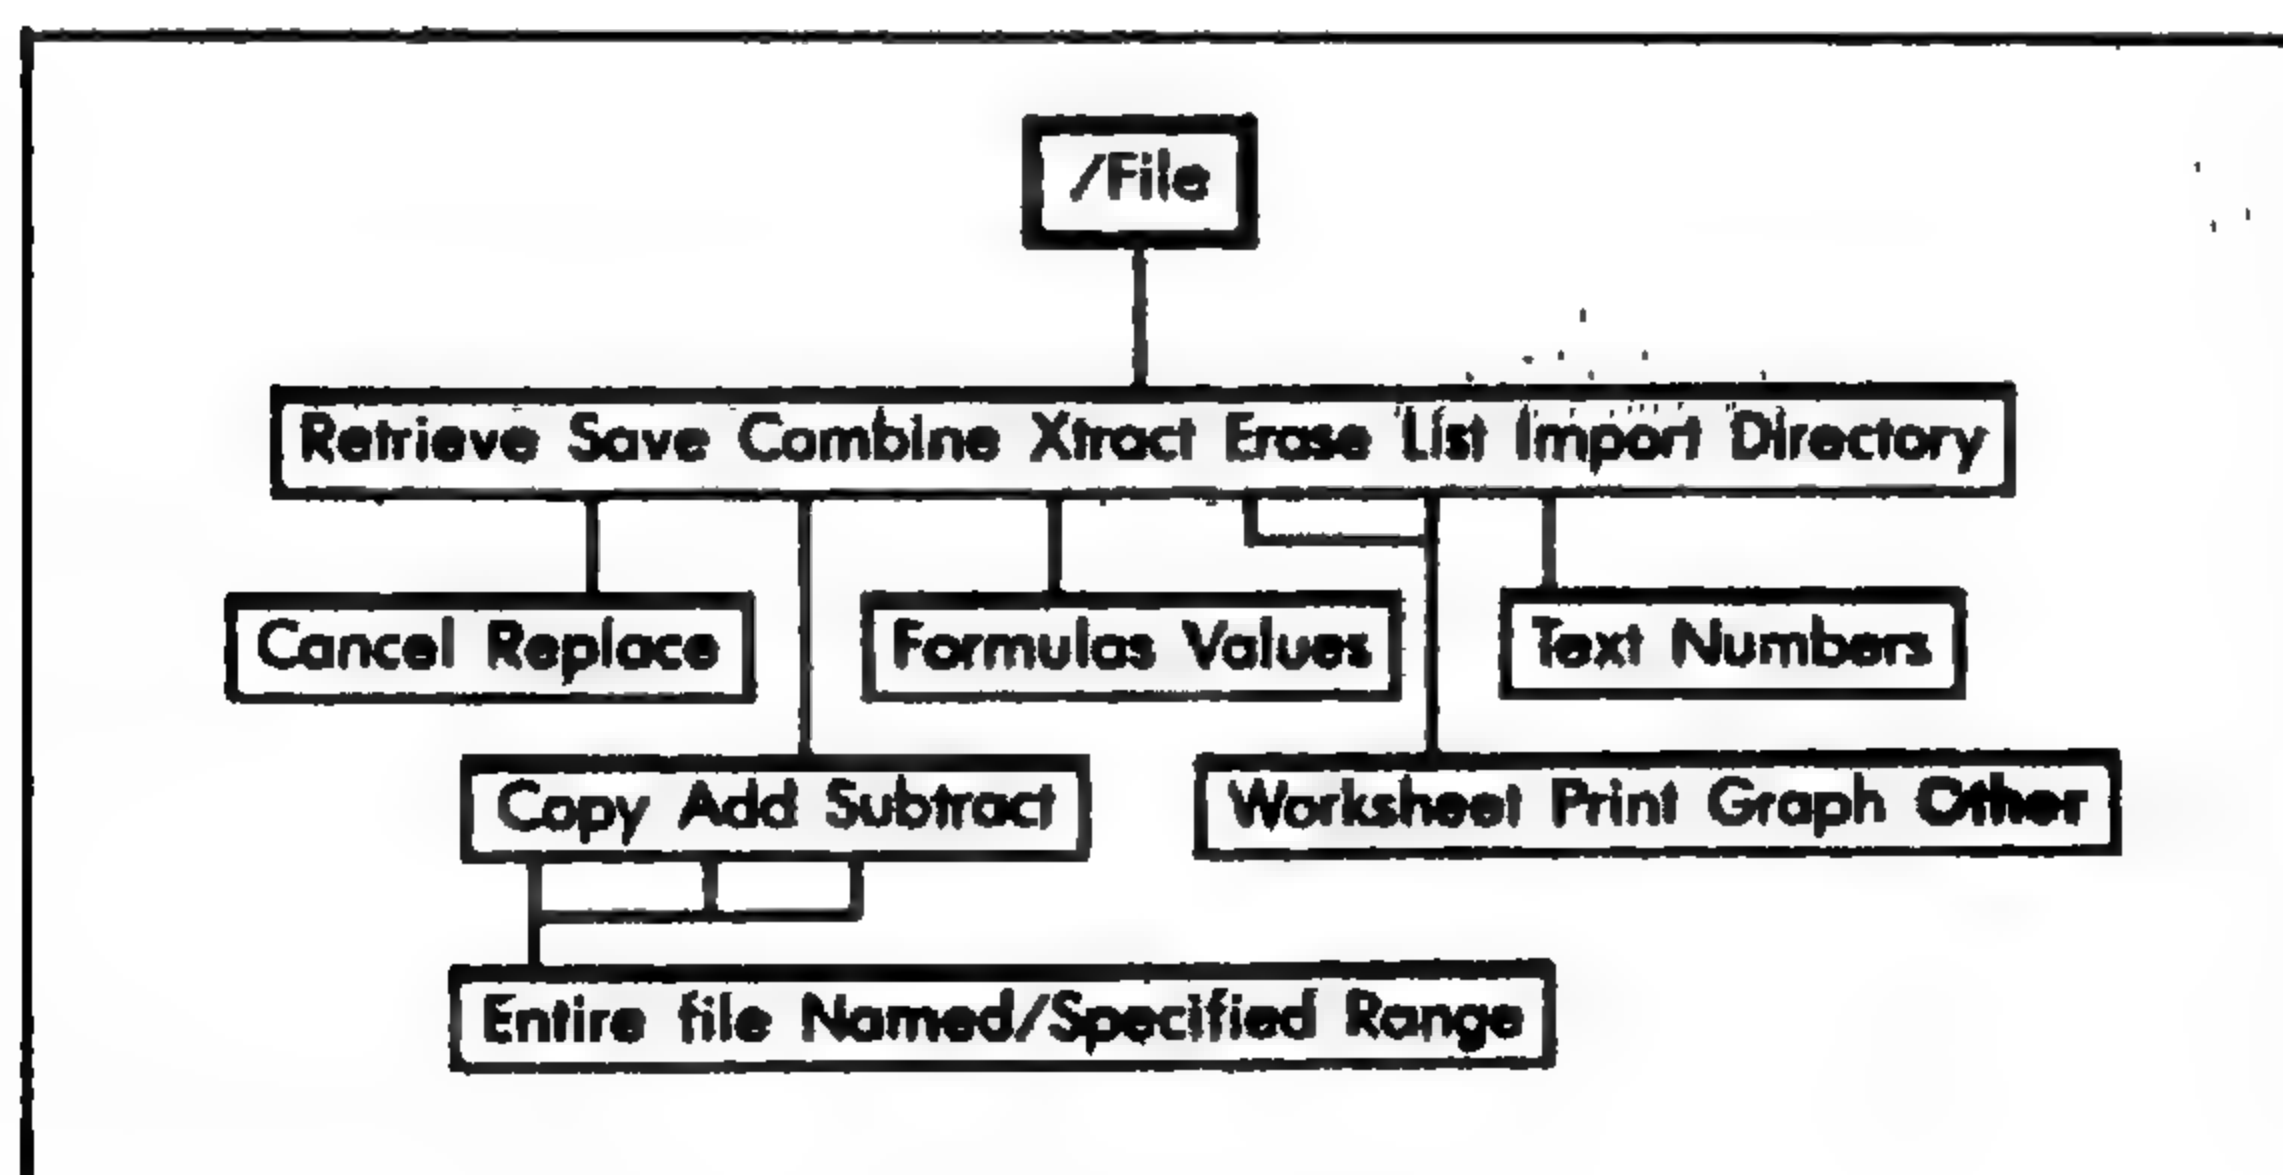 /File
Retrieve Save Combine Xtract Erase List Import Directory
Cancel Replace
Formulas Values
Text Numbers
Copy Add Subtract
Worksheet Print Graph Other
Entire file Named/Specified Range